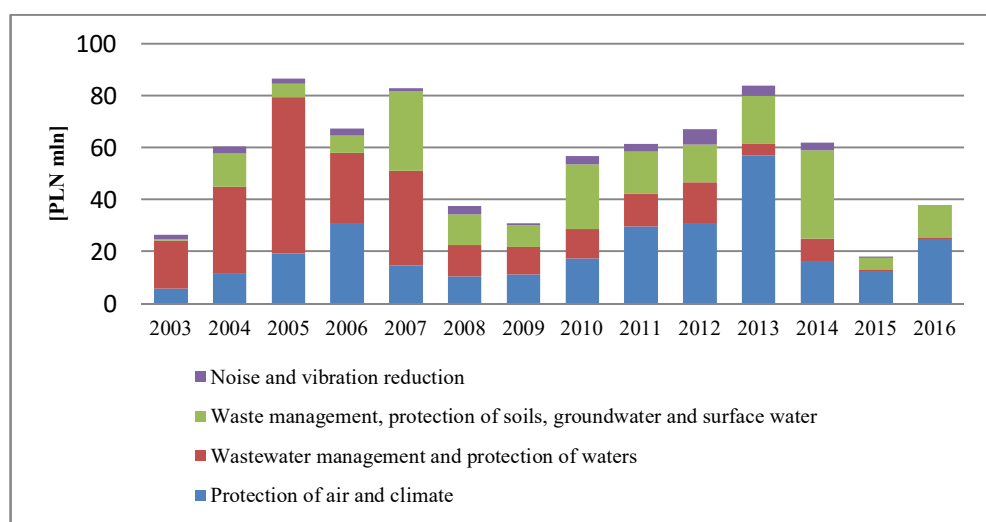 100
80
60
40
20
0
[PLN mln]
2003 2004 2005 2006 2007 2008 2009 2010 2011 2012 2013 2014 2015 2016
Noise and vibration reduction
Waste management, protection of soils, groundwater and surface water
Wastewater management and protection of waters
Protection of air and climate